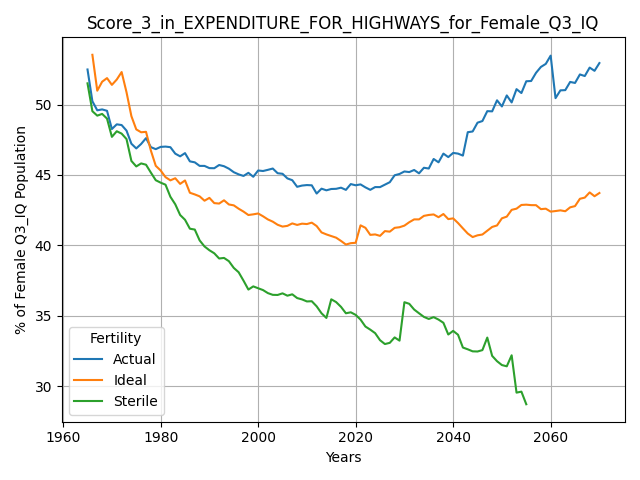 Score_3_in_EXPENDITURE_FOR_HIGHWAYS_for_Female_Q3_IQ
% of Female Q3_IQ Population
50
45
40
35
30
Fertility
Actual
Ideal
Sterile
1960 1980 2000 2020 2040 2060
Years